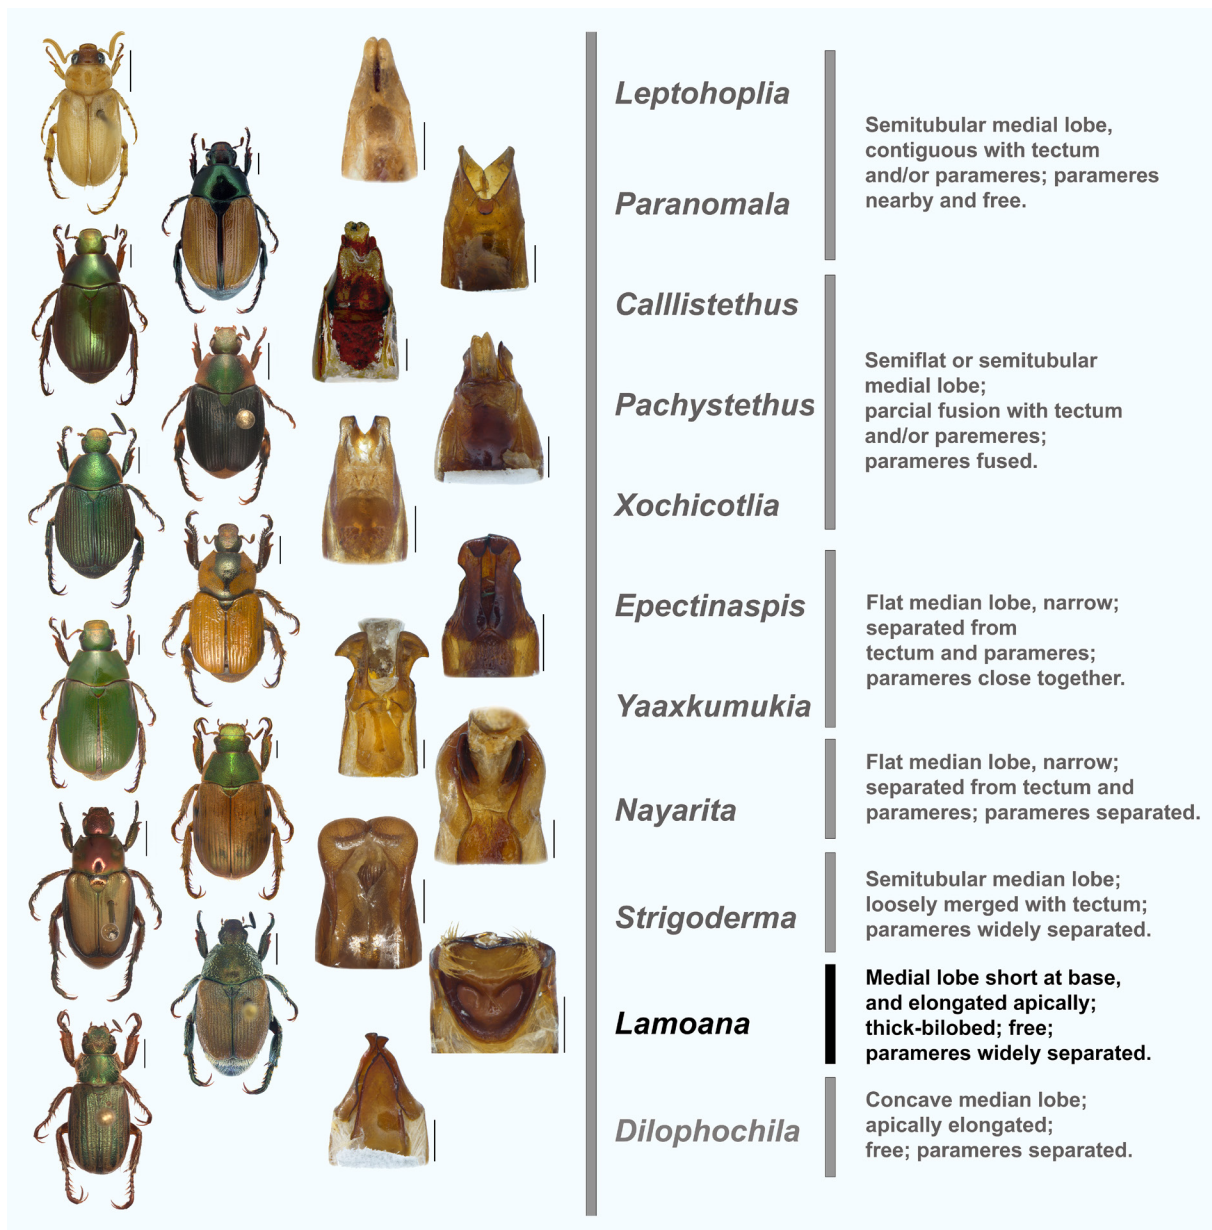 Leptohoplia
Semitubular medial lobe,
contiguous with tectum
and/or parameres; parameres
nearby and free.
Paranomala
Calllistethus
Semiflat or semitubular
medial lobe;
parcial fusion with tectum
and/or paremeres;
parameres fused.
Pachystethus
Xochicotlia
Epectinaspis
Flat median lobe, narrow;
separated from
tectum and parameres;
parameres close together.
Yaaxkumukia
Flat median lobe, narrow;
separated from tectum and
parameres; parameres separated.
Nayarita
Semitubular median lobe;
loosely merged with tectum;
parameres widely separated.
Strigoderma
Medial lobe short at base,
and elongated apically;
thick-bilobed; free;
parameres widely separated.
Lamoana
Concave median lobe;
apically elongated;
free; parameres separated.
Dilophochila